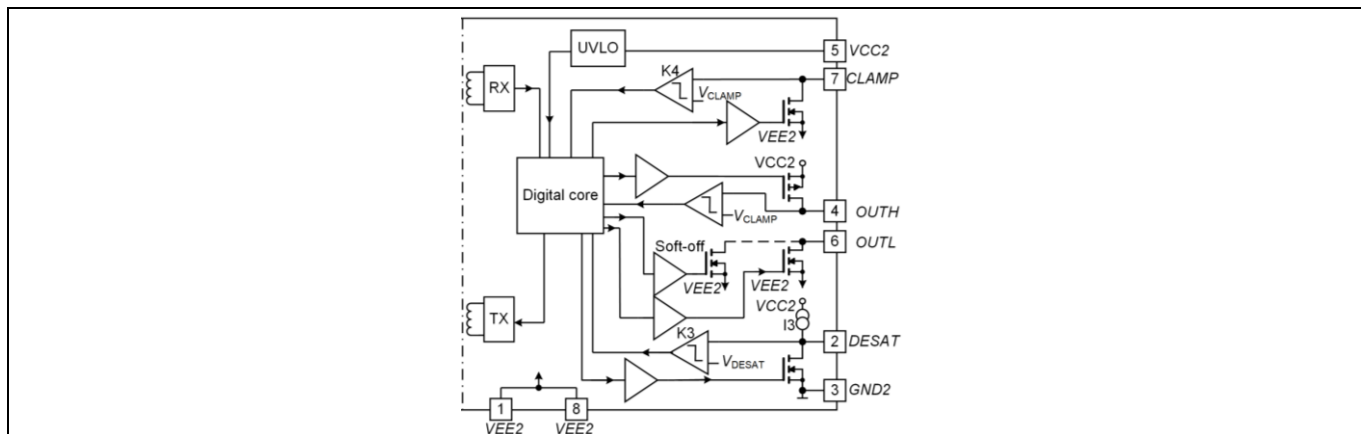 UVLO
5 VCC2
K4
7 CLAMP
RX
VCLAMP
VEE2
VCC2
Digital core
VCLAMP
4 OUTH
6 OUTL
Soft-off
VEE2
VEE2
VCC2
I3
TX
K3
2 DESAT
VDESAT
3 GND2
1 8
VEE2 VEE2